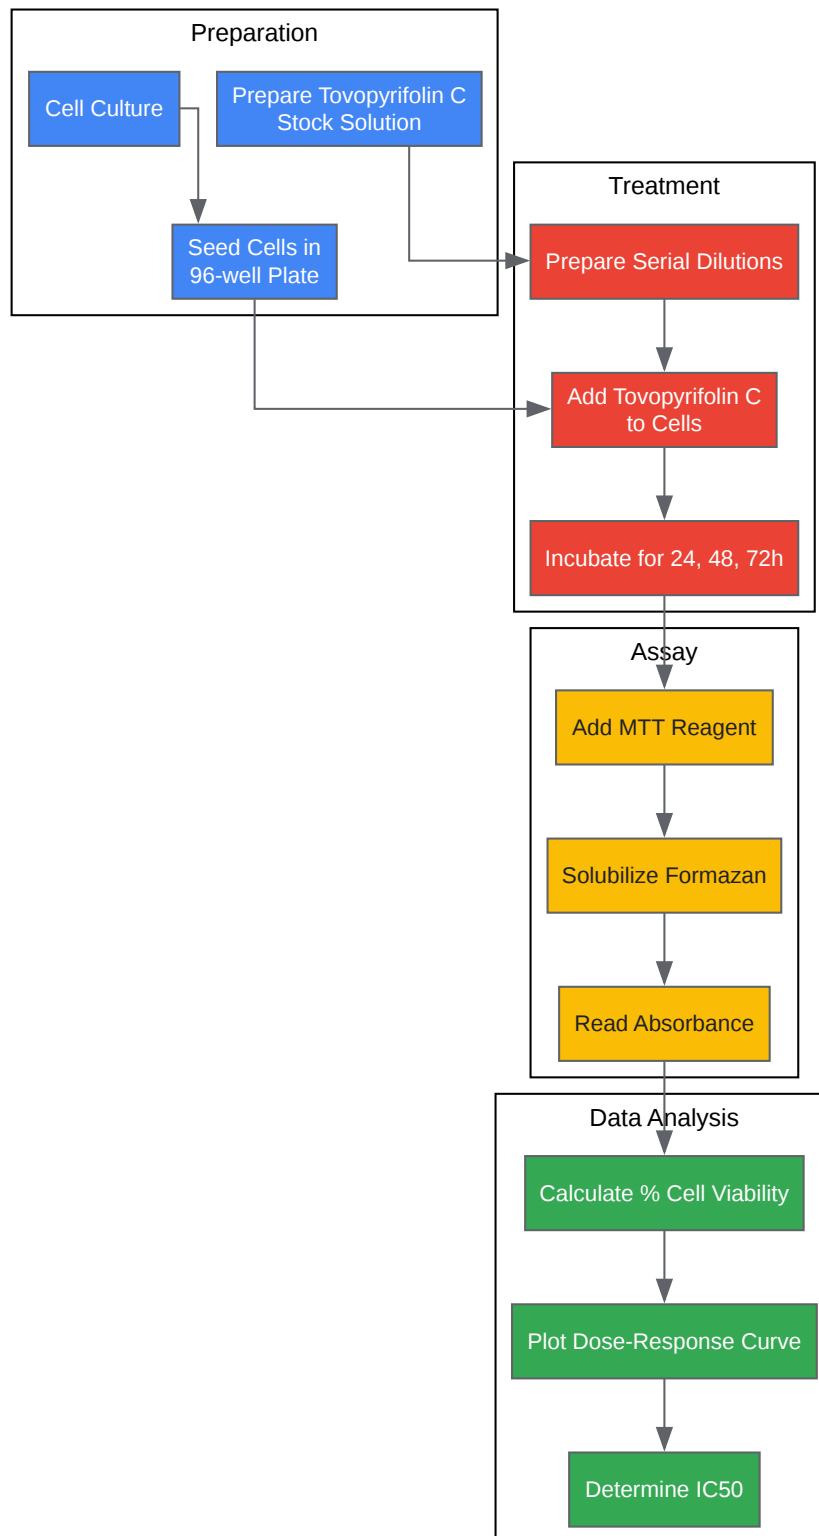 Preparation
Cell Culture
Prepare Tovopyrifolin C
Stock Solution
Seed Cells in
96-well Plate
Treatment
Prepare Serial Dilutions
Add Tovopyrifolin C
to Cells
Incubate for 24, 48, 72h
Assay
Add MTT Reagent
Solubilize Formazan
Read Absorbance
Data Analysis
Calculate % Cell Viability
Plot Dose-Response Curve
Determine IC50